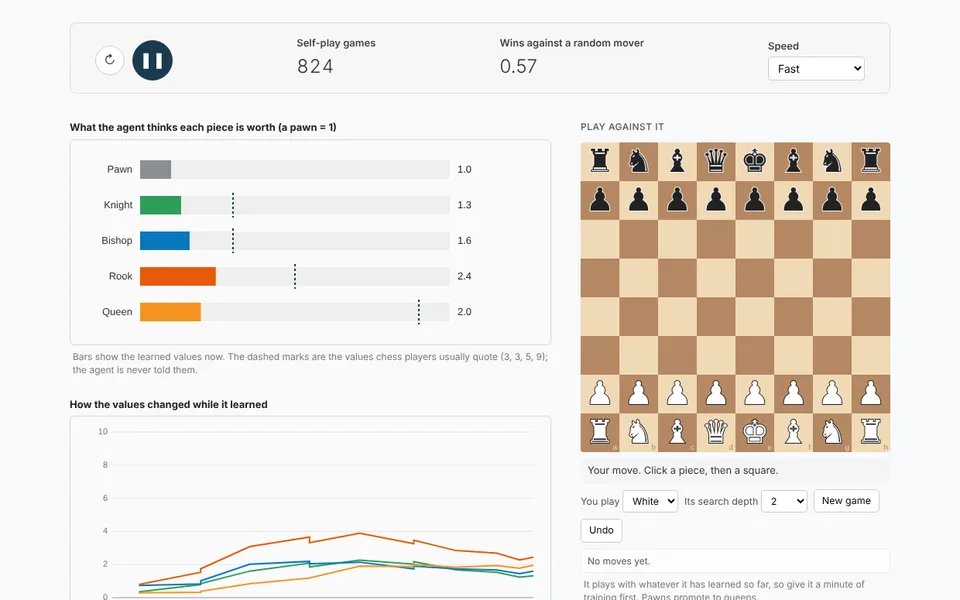 Self-play games
824
Wins against a random mover
0.57
Speed
Fast
What the agent thinks each piece is worth (a pawn = 1)
Pawn
1.0
Knight
1.3
Bishop
1.6
Rook
2.4
Queen
2.0
Bars show the learned values now. The dashed marks are the values chess players usually quote (3, 3, 5, 9);
the agent is never told them.
How the values changed while it learned
10
8
6
4
2
0
PLAY AGAINST IT
a b c d e f g h
Your move. Click a piece, then a square.
You play White Its search depth 2 New game
Undo
No moves yet.
It plays with whatever it has learned so far, so give it a minute of
training first. Pawns promote to queens.